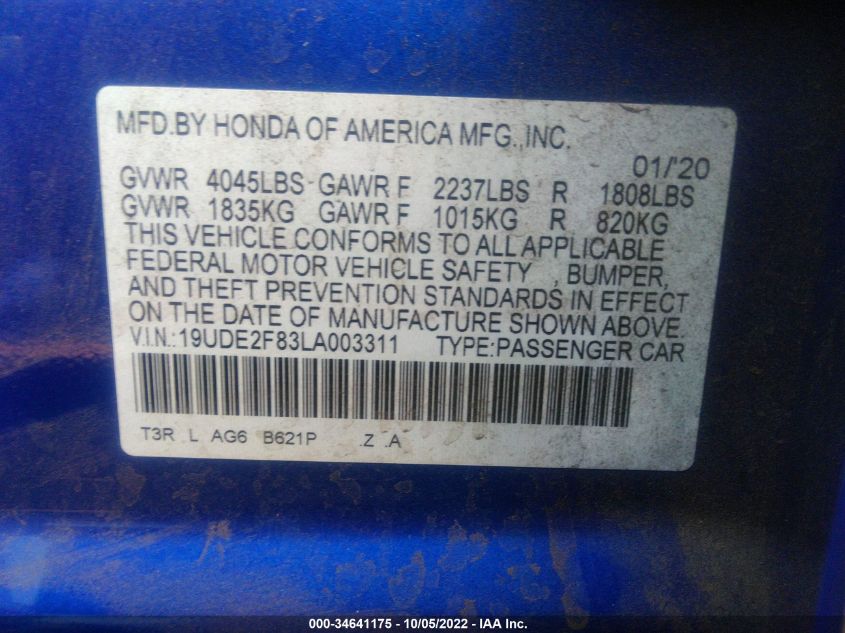 MFD.BY HONDA OF AMERICA MFG.,INC.
01/'20
GVWR 4045LBS GAWR F 2237LBS R 1808LBS
GVWR 1835KG GAWR F 1015KG R 820KG
THIS VEHICLE CONFORMS TO ALL APPLICABLE
FEDERAL MOTOR VEHICLE SAFETY , BUMPER,
AND THEFT PREVENTION STANDARDS IN EFFECT
ON THE DATE OF MANUFACTURE SHOWN ABOVE.
V.I.N.:19UDE2F83LA003311 TYPE:PASSENGER CAR
T3R L AG6 B621P .Z .A
000-34641175 - 10/05/2022 - IAA Inc.